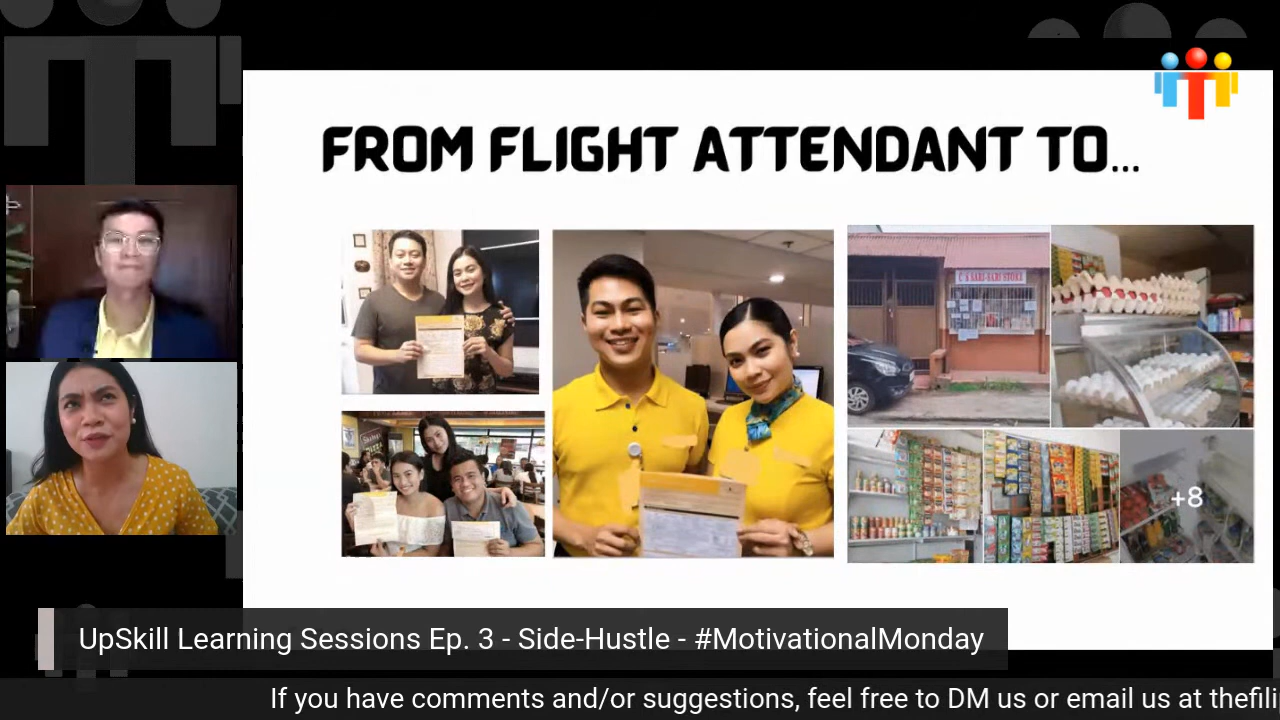 FROM FLIGHT ATTENDANT TO...
SARI-SARI STORE
+8
UpSkill Learning Sessions Ep. 3 - Side-Hustle - #MotivationalMonday
If you have comments and/or suggestions, feel free to DM us or email us at thefili